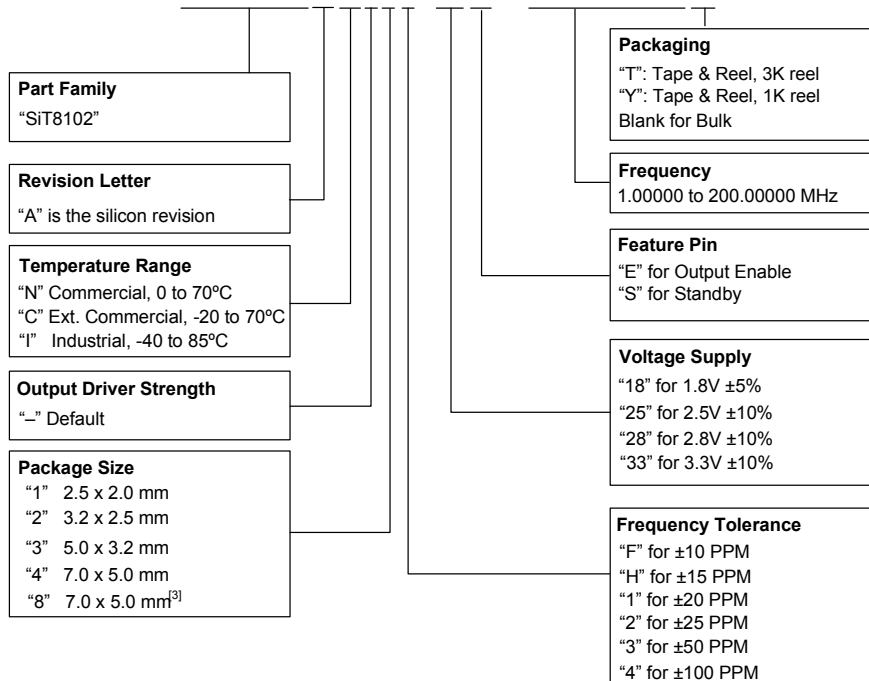 Part Family
“SiT8102”
Revision Letter
“A” is the silicon revision
Temperature Range
“N” Commercial, 0 to 70ºC
“C” Ext. Commercial, -20 to 70ºC
“I” Industrial, -40 to 85ºC
Output Driver Strength
“–” Default
Package Size
“1” 2.5 x 2.0 mm
“2” 3.2 x 2.5 mm
“3” 5.0 x 3.2 mm
“4” 7.0 x 5.0 mm
“8” 7.0 x 5.0 mm[3]
Packaging
“T”: Tape & Reel, 3K reel
“Y”: Tape & Reel, 1K reel
Blank for Bulk
Frequency
1.00000 to 200.00000 MHz
Feature Pin
“E” for Output Enable
“S” for Standby
Voltage Supply
“18” for 1.8V ±5%
“25” for 2.5V ±10%
“28” for 2.8V ±10%
“33” for 3.3V ±10%
Frequency Tolerance
“F” for ±10 PPM
“H” for ±15 PPM
“1” for ±20 PPM
“2” for ±25 PPM
“3” for ±50 PPM
“4” for ±100 PPM